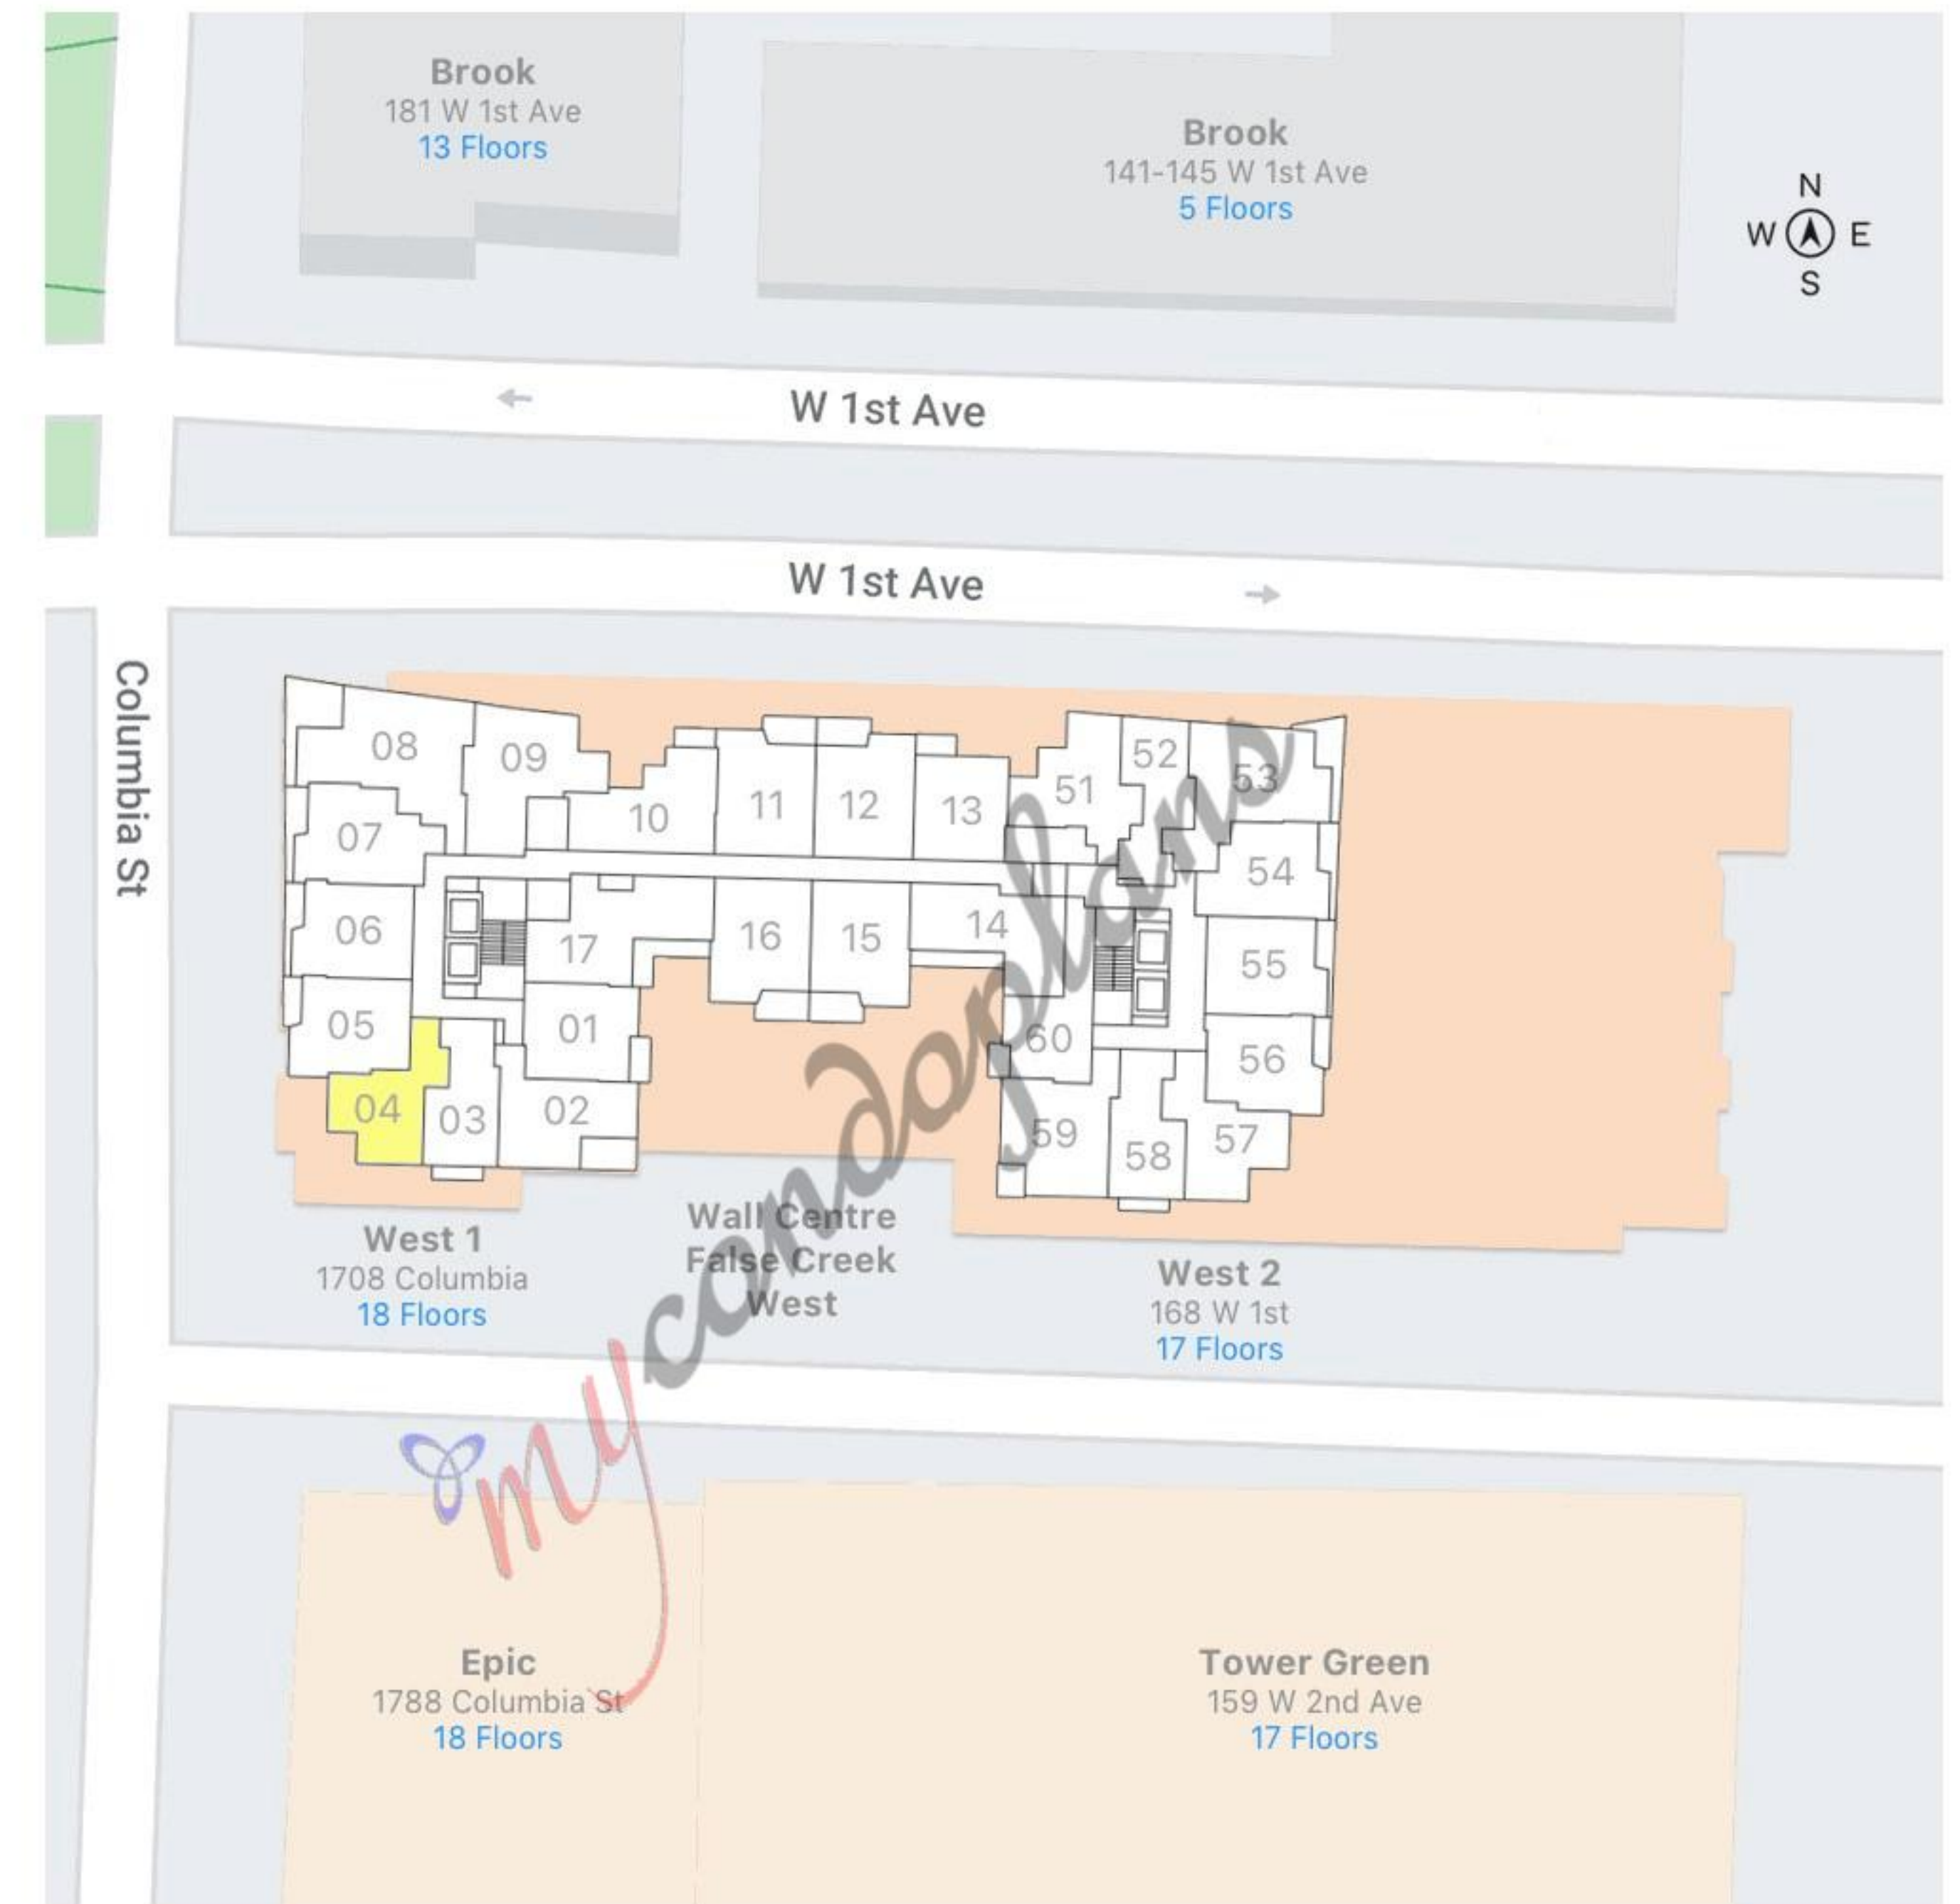 Brook
181 W 1st Ave
13 Floors
Brook
141-145 W 1st Ave
5 Floors
N
W E
S
W 1st Ave
W 1st Ave
Columbia St
08
09
07
10
11
12
13
51
52
53
54
06
17
16
15
14
55
05
01
60
56
04
03
02
59
58
57
West 1
1708 Columbia
18 Floors
Wall Centre
False Creek
West
West 2
168 W 1st
17 Floors
mycondoplans
Epic
1788 Columbia St
18 Floors
Tower Green
159 W 2nd Ave
17 Floors